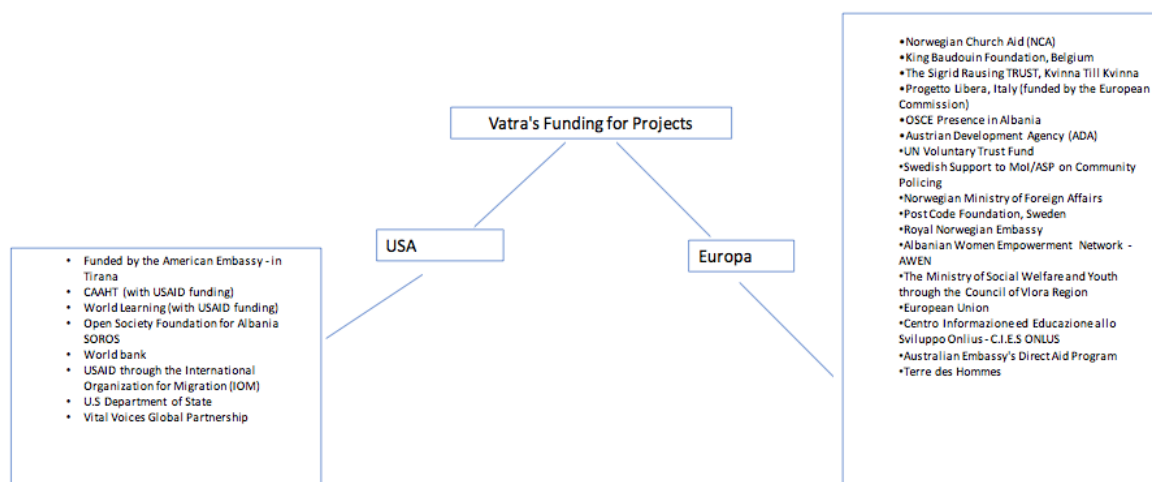 Vatra's Funding for Projects
USA
Europa
• Funded by the American Embassy - in
Tirana
• CAAHT (with USAID funding)
• World Learning (with USAID funding)
• Open Society Foundation for Albania
SOROS
• World bank
• USAID through the International
Organization for Migration (IOM)
• U.S Department of State
• Vital Voices Global Partnership
•Norwegian Church Aid (NCA)
•King Baudouin Foundation, Belgium
•The Sigrid Rausing TRUST, Kvinna Till Kvinna
•Progetto Libera, Italy (funded by the European
Commission)
•OSCE Presence in Albania
•Austrian Development Agency (ADA)
•UN Voluntary Trust Fund
•Swedish Support to MoI/ASP on Community
Policing
•Norwegian Ministry of Foreign Affairs
•Post Code Foundation, Sweden
•Royal Norwegian Embassy
•Albanian Women Empowerment Network -
AWEN
•The Ministry of Social Welfare and Youth
through the Council of Vlora Region
•European Union
•Centro Informazione ed Educazione allo
Sviluppo Onlius - C.I.E.S ONLUS
•Australian Embassy's Direct Aid Program
•Terre des Hommes